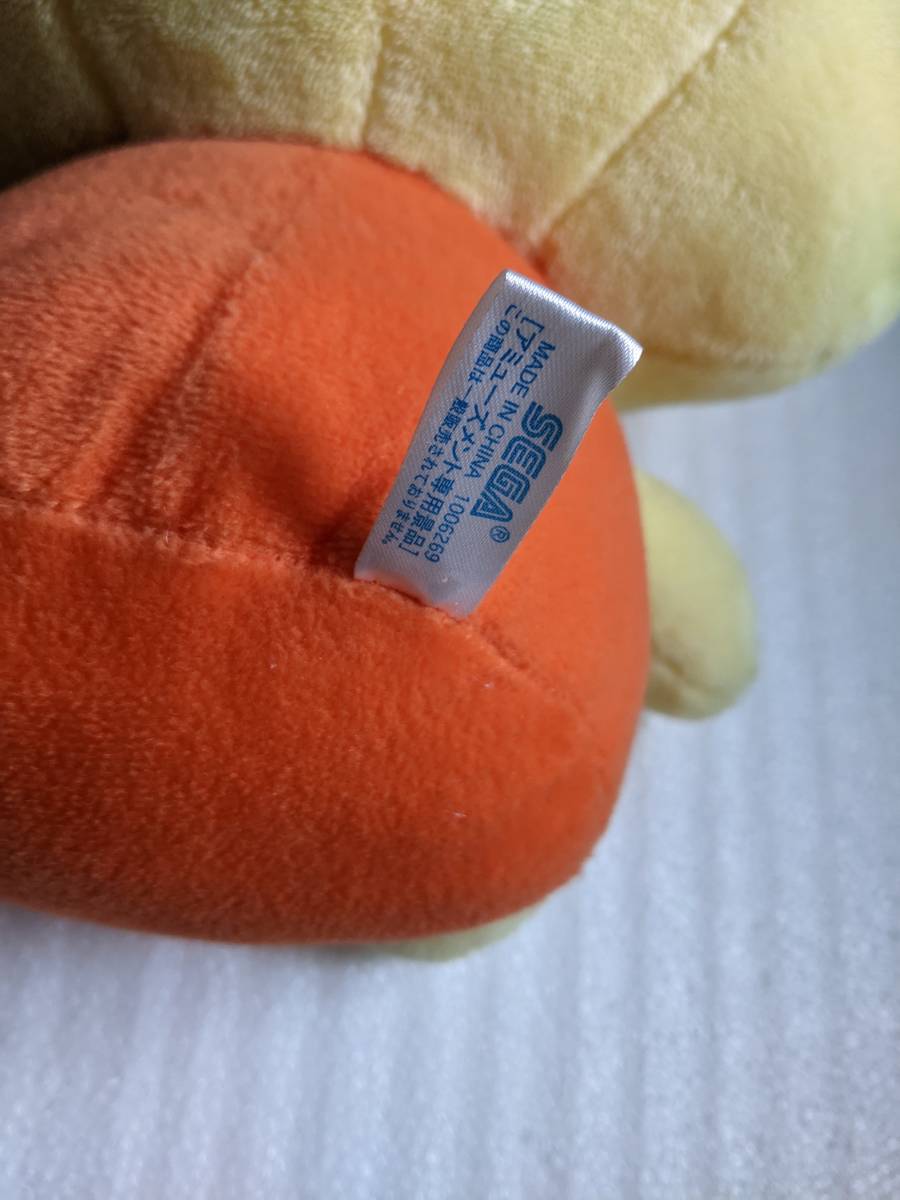 SEGA®
MADE IN CHINA 1006269
[アミューズメント専用景品]
この商品は一般販売されておりません。